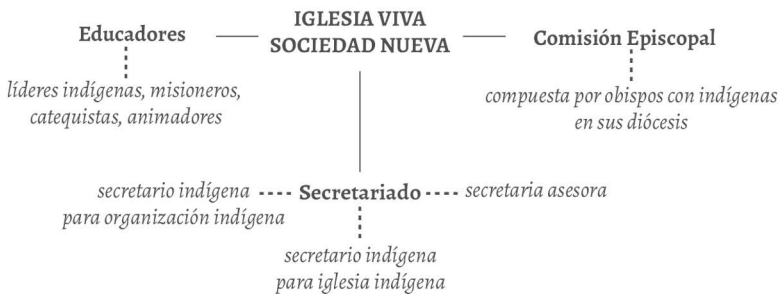 IGLESIA VIVA
SOCIEDAD NUEVA
Educadores
líderes indígenas, misioneros,
catequistas, animadores
Comisión Episcopal
compuesta por obispos con indígenas
en sus diócesis
secretario indígena
para organización indígena
Secretariado
secretaria asesora
secretario indígena
para iglesia indígena